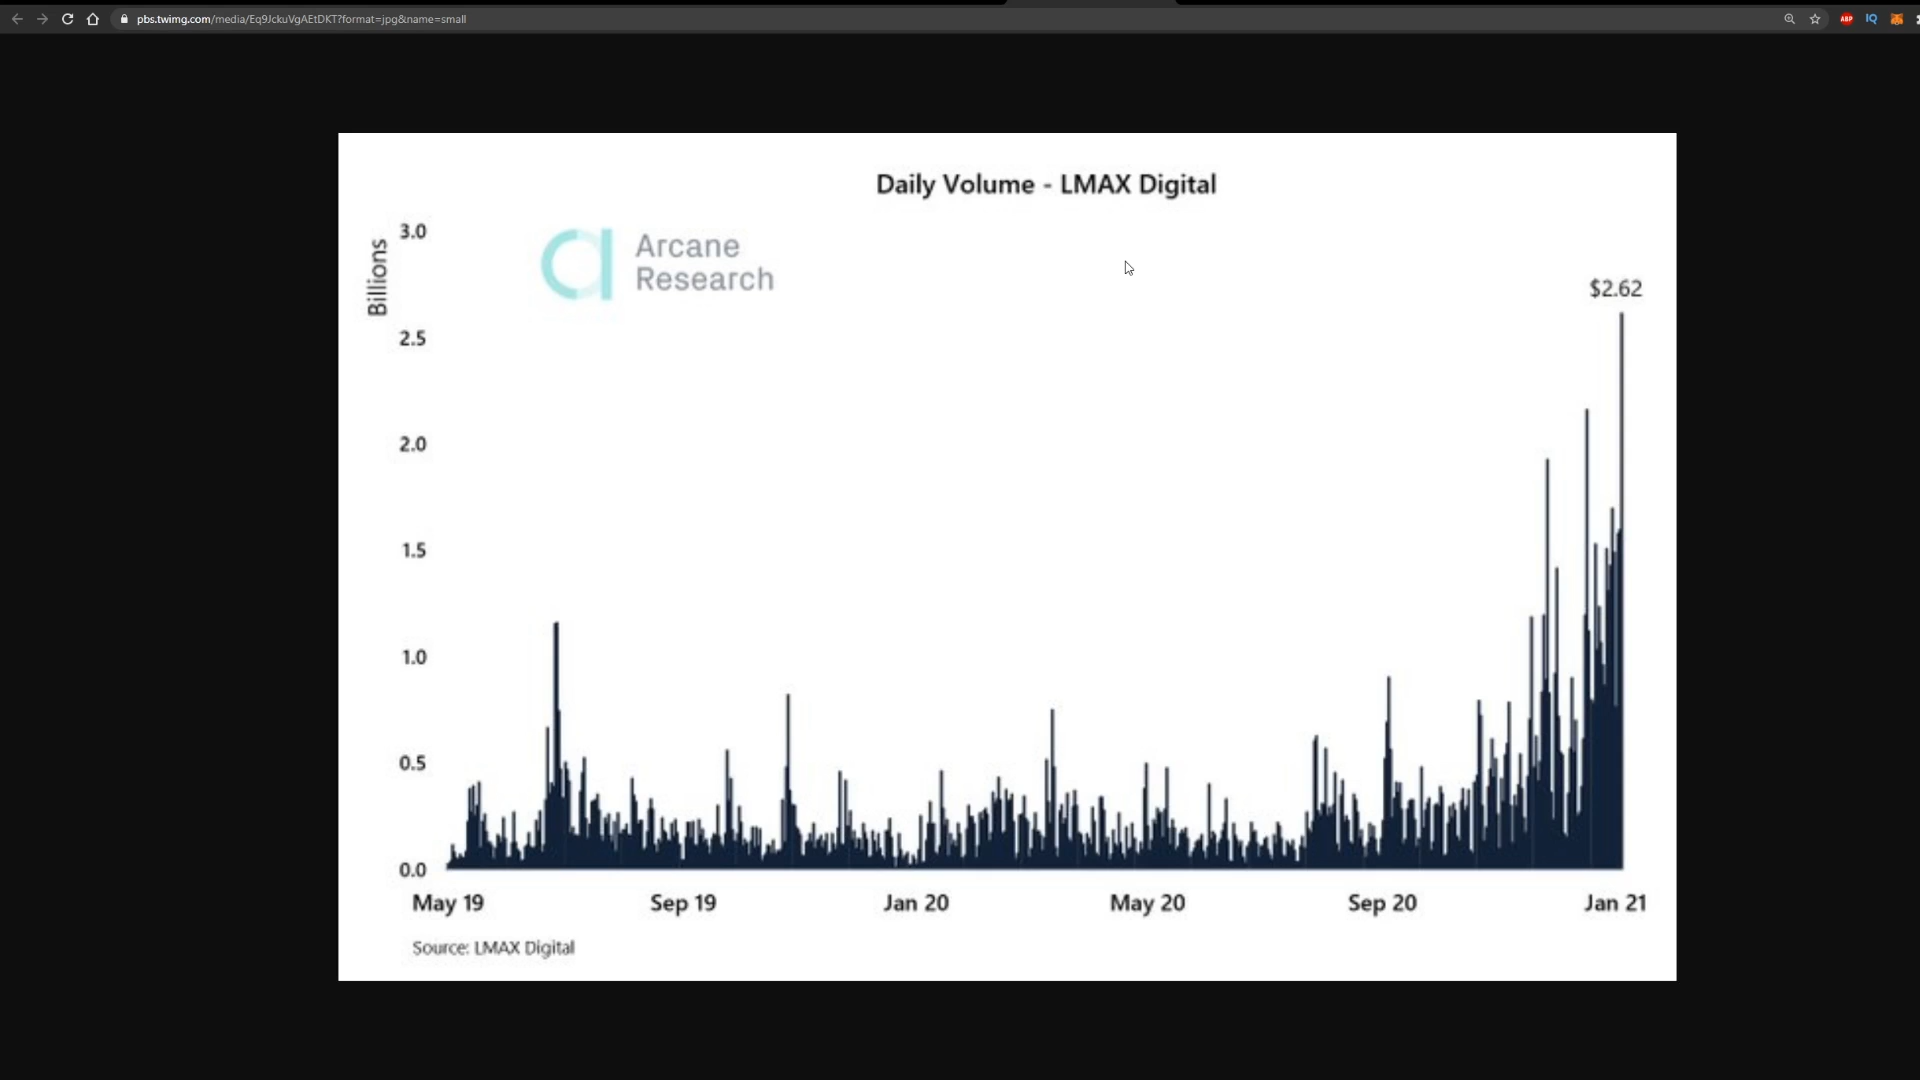 pbs.twimg.com/media/Eq9JckuVgAEtDKT?format=jpg&name=small
ABP
IQ
Daily Volume - LMAX Digital
Billions
3.0
Arcane
Research
$2.62
2.5
2.0
1.5
1.0
0.5
0.0
May 19 Sep 19 Jan 20 May 20 Sep 20 Jan 21
Source: LMAX Digital